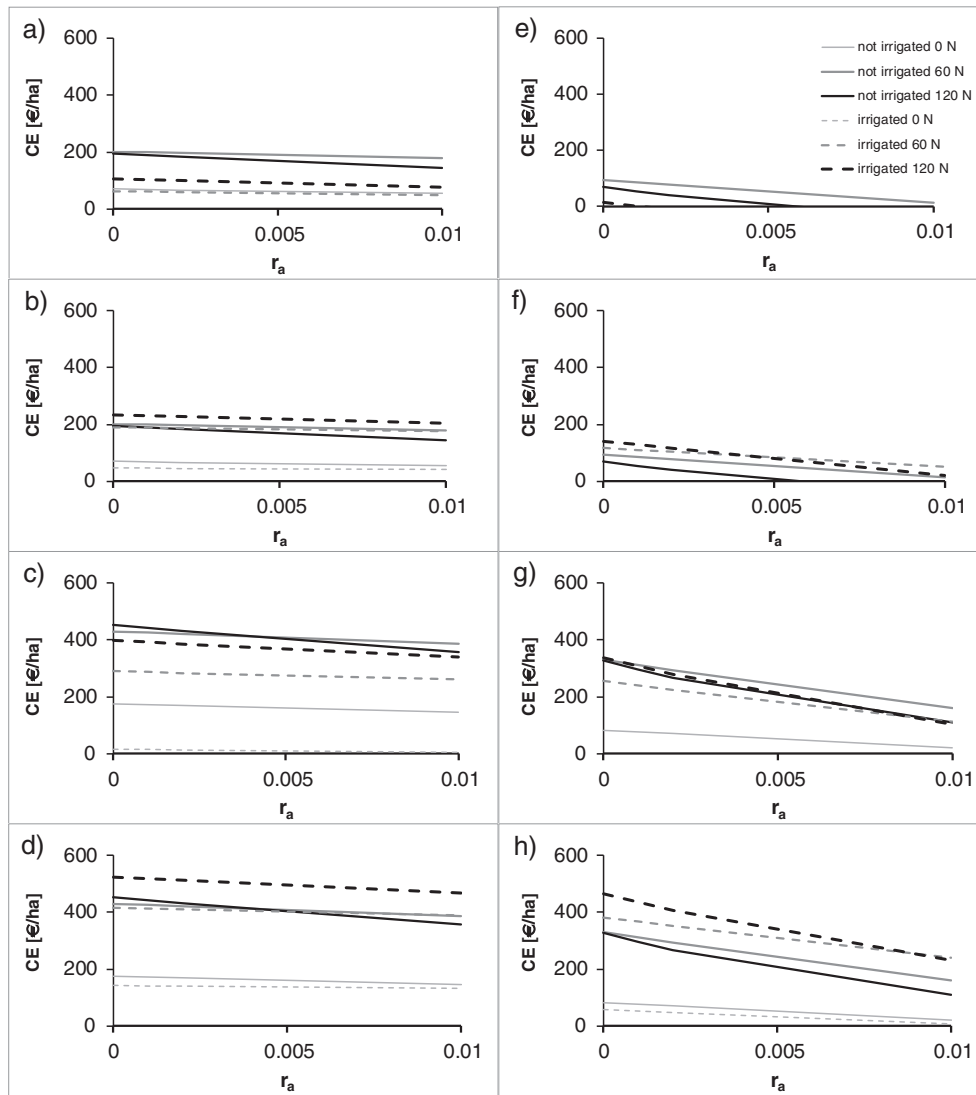 a)
600
400
200
0
CE [€/ha]
0
0.005
0.01
rₐ
e)
600
400
200
0
CE [€/ha]
0
0.005
0.01
rₐ
not irrigated 0 N
not irrigated 60 N
not irrigated 120 N
irrigated 0 N
irrigated 60 N
irrigated 120 N
b)
600
400
200
0
CE [€/ha]
0
0.005
0.01
rₐ
f)
600
400
200
0
CE [€/ha]
0
0.005
0.01
rₐ
c)
600
400
200
0
CE [€/ha]
0
0.005
0.01
rₐ
g)
600
400
200
0
CE [€/ha]
0
0.005
0.01
rₐ
d)
600
400
200
0
CE [€/ha]
0
0.005
0.01
rₐ
h)
600
400
200
0
CE [€/ha]
0
0.005
0.01
rₐ